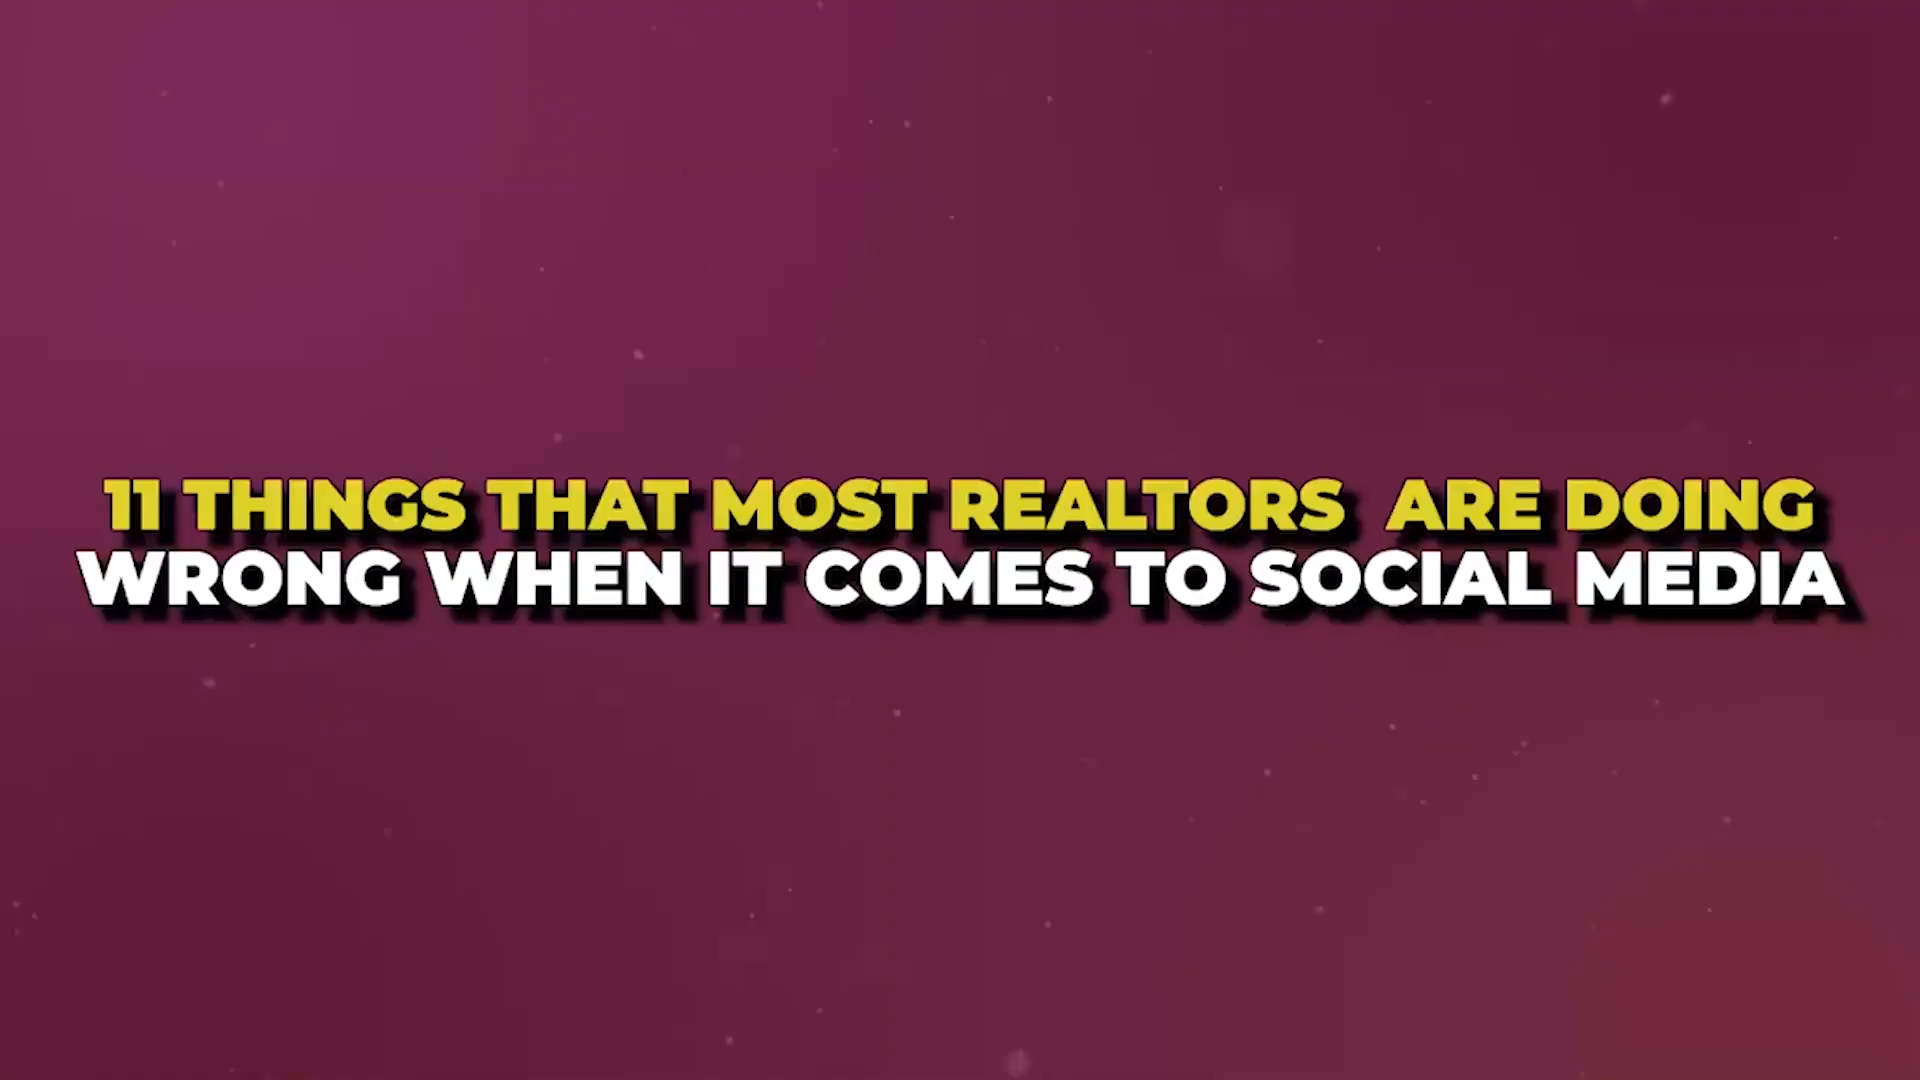 11 THINGS THAT MOST REALTORS ARE DOING
WRONG WHEN IT COMES TO SOCIAL MEDIA